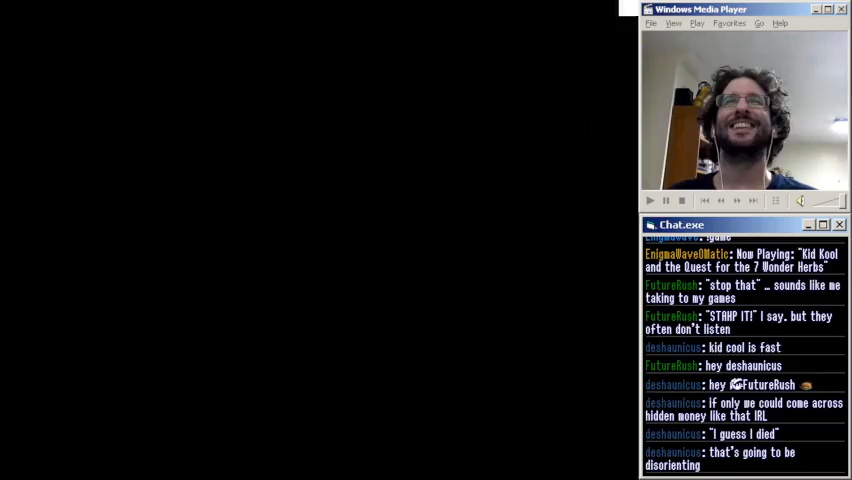 Windows Media Player
File View Play Favorites Go Help
Chat.exe
EnigmaWave: !game
EnigmaWaveOMatic: Now Playing: "Kid Kool
and the Quest for the 7 Wonder Herbs"
FutureRush: "stop that" … sounds like me
taking to my games
FutureRush: "STAHP IT!" I say. but they
often don't listen
deshaunicus: kid cool is fast
FutureRush: hey deshaunicus
deshaunicus: hey @FutureRush
deshaunicus: if only we could come across
hidden money like that IRL
deshaunicus: "I guess I died"
deshaunicus: that's going to be
disorienting